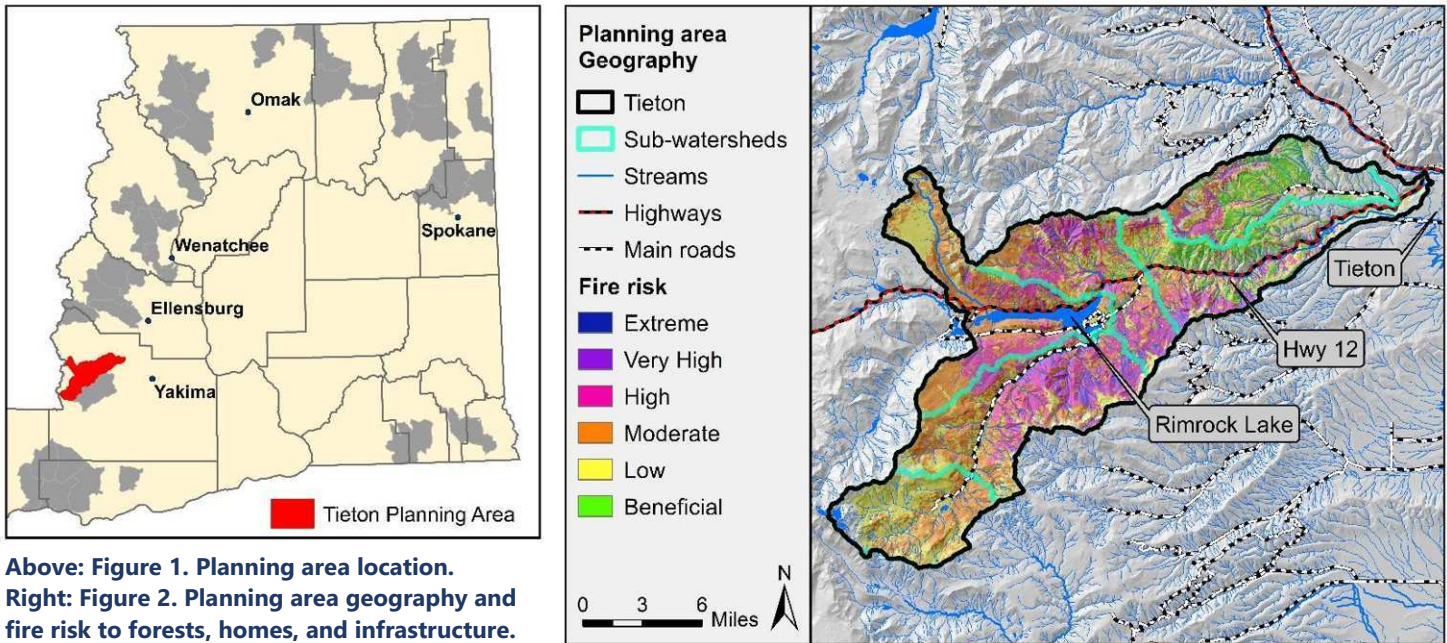 Omak
Spokane
Wenatchee
Ellensburg
Yakima
Tieton Planning Area
Above: Figure 1. Planning area location.
Right: Figure 2. Planning area geography and
fire risk to forests, homes, and infrastructure.
Planning area
Geography
Tieton
Sub-watersheds
Streams
Highways
Main roads
Fire risk
Extreme
Very High
High
Moderate
Low
Beneficial
0 3 6 Miles
N
Tieton
Hwy 12
Rimrock Lake